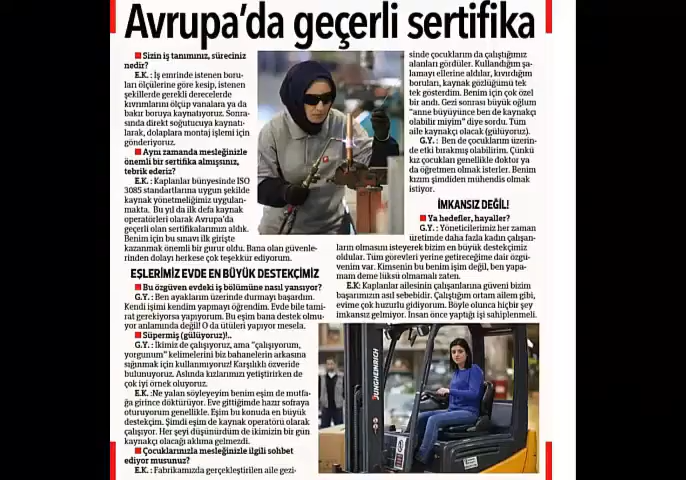 Avrupa’da geçerli sertifika
Sizin iş tanımınız, süreciniz
nedir?
E.K. : İş emrinde istenen boru-
ları ölçülerine göre kesip, istenen
şekillerde gerekli derecelerde
kıvrımlarını ölçüp vanalara ya da
bakır boruya kaynatıyoruz. Sonra-
sında direkt soğutucuya kaynatı-
larak, dolaplara montaj işlemi için
gönderiyoruz.
Aynı zamanda mesleğinizle
önemli bir sertifika almışsınız,
tebrik ederiz?
E.K. : Kaplanlar bünyesinde ISO
3085 standartlarına uygun şekilde
kaynak yönetmeliğimiz uygulan-
makta. Bu yıl da ilk defa kaynak
operatörleri olarak Avrupa’da
geçerli olan sertifikalarımızı aldık.
Benim için bu sınavı ilk girişte
kazanmak önemli bir gurur oldu. Bana olan güvenle-
rinden dolayı herkese çok teşekkür ediyorum.
EŞLERİMİZ EVDE EN BÜYÜK DESTEKÇİMİZ
Bu özgüven evdeki iş bölümüne nasıl yansıyor?
G.Y. : Ben ayaklarım üzerinde durmayı başardım.
Kendi işimi kendim yapmayı öğrendim. Evde bile tami-
rat gerekiyorsa yapıyorum. Bu eşim bana destek olmu-
yor anlamında değil! O da ütüleri yapıyor mesela.
Süpermiş (gülüyoruz)!..
G.Y. : İkimiz de çalışıyoruz, ama “çalışıyorum,
yorgunum” kelimelerini biz bahanelerin arkasına
sığınmak için kullanmıyoruz! Karşılıklı özveride
bulunuyoruz. Aslında kızlarımızı yetiştirirken de
çok iyi örnek oluyoruz.
E.K. :Ne yalan söyleyeyim benim eşim de mutfa-
ğa girince döktürüyor. Eve gittiğimde hazır sofraya
oturuyorum genellikle. Eşim bu konuda en büyük
destekçim. Şimdi eşim de kaynak operatörü olarak
çalışıyor. Her şeyi düşünürdüm de ikimizin bir gün
kaynakçı olacağı aklıma gelmezdi.
Çocuklarınızla mesleğinizle ilgili sohbet
ediyor musunuz?
E.K. : Fabrikamızda gerçekleştirilen aile gezi-
sinde çocuklarım da çalıştığımız
alanları gördüler. Kullandığım şa-
lamayı ellerine aldılar, kıvırdığım
boruları, kaynak gözlüğümü tek
tek gösterdim. Benim için çok özel
bir andı. Gezi sonrası büyük oğlum
“anne büyüyünce ben de kaynakçı
olabilir miyim” diye sordu. Tüm
aile kaynakçı olacak (gülüyoruz).
G.Y. : Ben de çocuklarım üzerin-
de etki bırakmış olabilirim. Çünkü
kız çocukları genellikle doktor ya
da öğretmen olmak isterler. Benim
kızım şimdiden mühendis olmak
istiyor.
İMKANSIZ DEĞİL!
Ya hedefler, hayaller?
G.Y. : Yöneticilerimiz her zaman
üretimde daha fazla kadın çalışan-
ların olmasını isteyerek bizim en büyük destekçimiz
oldular. Tüm görevleri yerine getireceğime dair özgü-
venim var. Kimsenin bu benim işim değil, ben yapa-
mam deme lüksü olmamalı zaten.
E.K: Kaplanlar ailesinin çalışanlarına güveni bizim
başarımızın asıl sebebidir. Çalıştığım ortam ailem gibi,
evime çok huzurlu gidiyorum. Böyle olunca hiçbir şey
imkansız gelmiyor. İnsan önce yaptığı işi sahiplenmeli.
JUNGHEINRICH